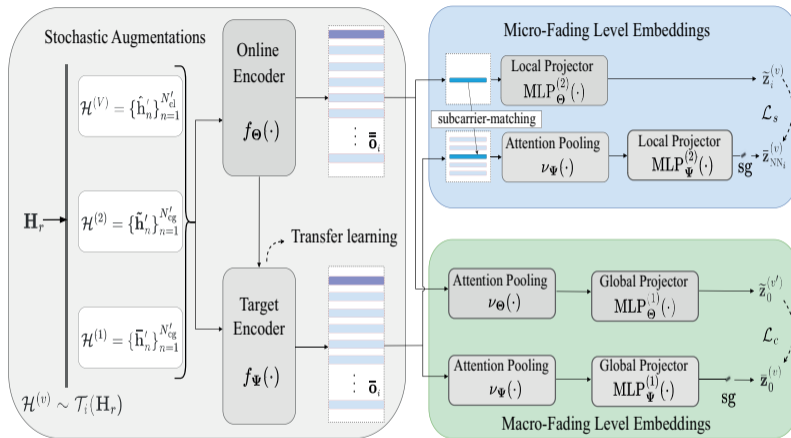 Stochastic Augmentations
H^(V) = {ĥ'_n}_{n=1}^{N'_cl}
H^(2) = {h̃'_n}_{n=1}^{N'_cg}
H^(1) = {h̄'_n}_{n=1}^{N'_cg}
H_r
H^(v) ∼ T_i(H_r)
Online
Encoder
f_Θ(·)
Transfer learning
Target
Encoder
f_Ψ(·)
⋮ ō̄_i
⋮ ō_i
Micro-Fading Level Embeddings
Local Projector
MLP_Θ^(2)(·)
z̃_i^(v)
subcarrier-matching
L_s
Attention Pooling
ν_Ψ(·)
Local Projector
MLP_Ψ^(2)(·)
sg
z̄_{NN_i}^(v)
Attention Pooling
ν_Θ(·)
Global Projector
MLP_Θ^(1)(·)
z̃_0^(v')
L_c
Attention Pooling
ν_Ψ(·)
Global Projector
MLP_Ψ^(1)(·)
sg
z̄_0^(v)
Macro-Fading Level Embeddings